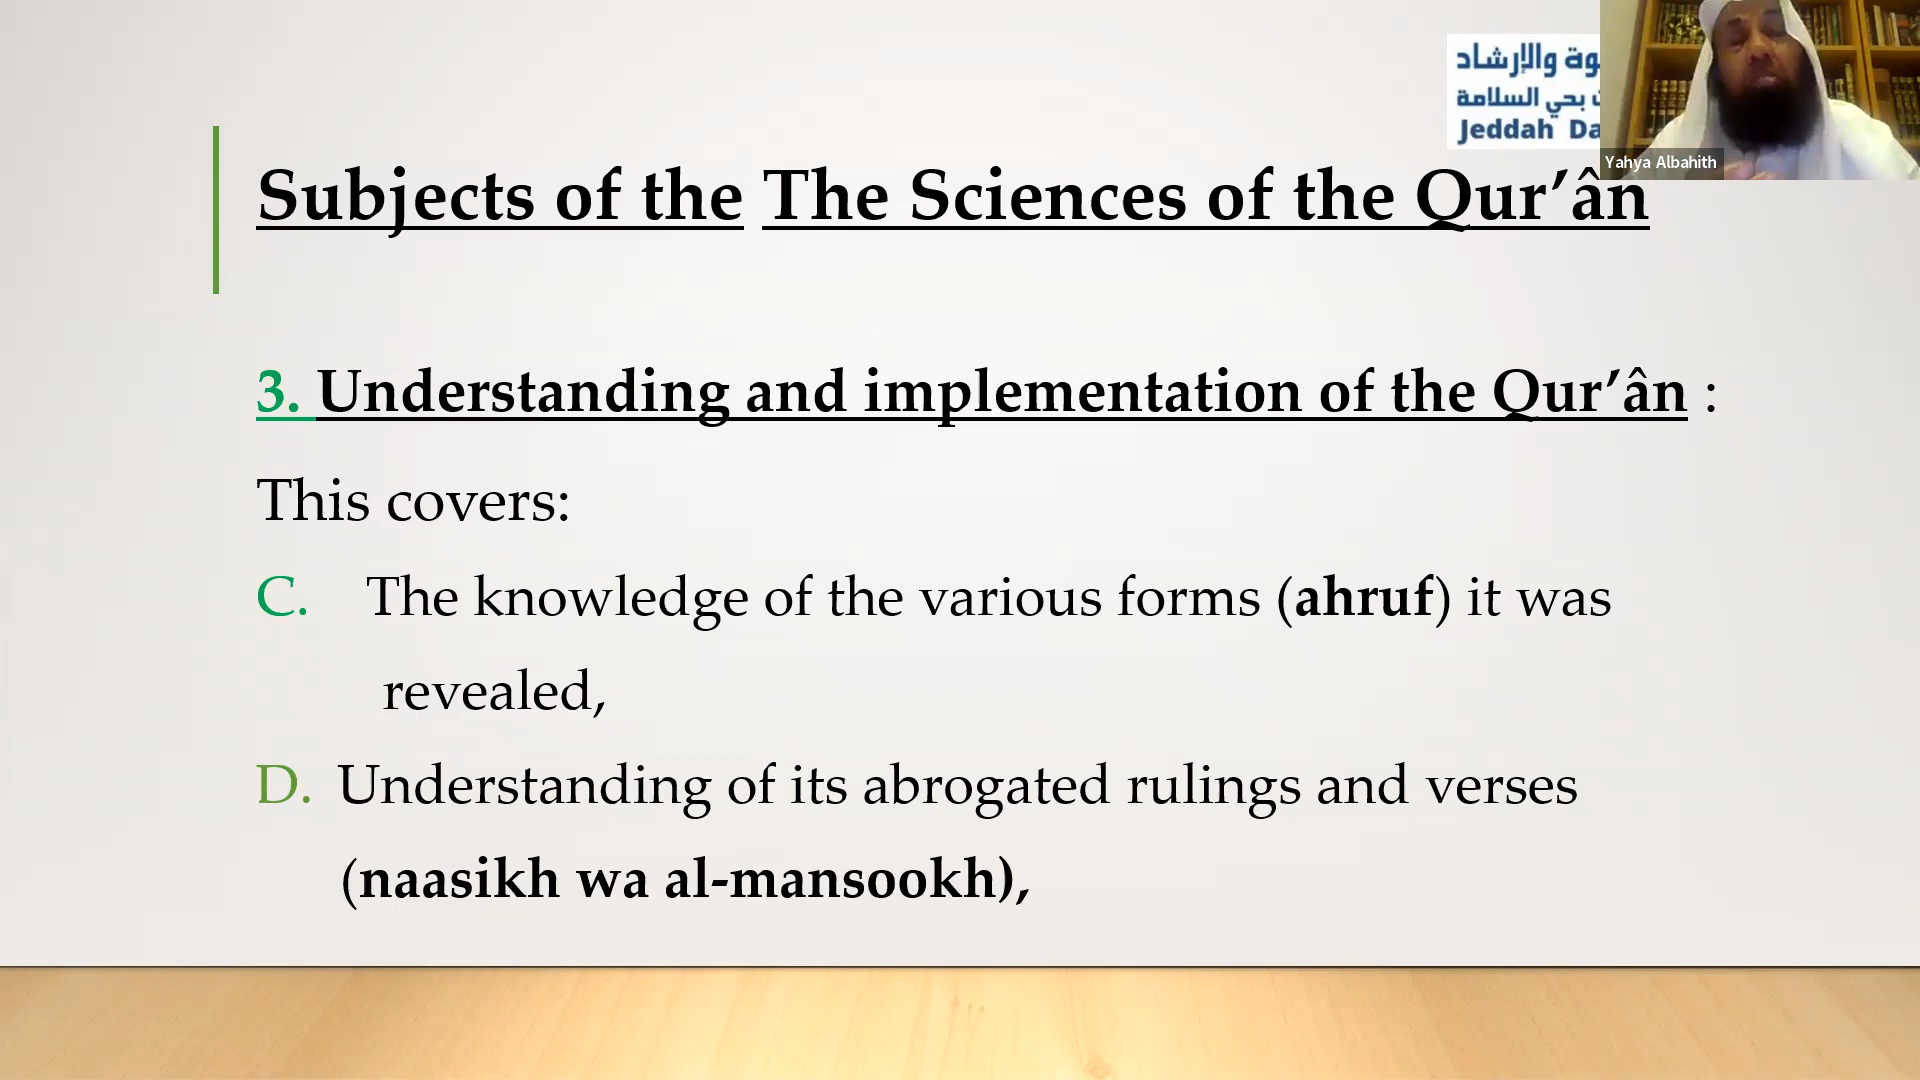 والإرشاد
بحي السلامة
Jeddah
Yahya Albahith
Subjects of the The Sciences of the Qur’ân
3. Understanding and implementation of the Qur’ân :
This covers:
C. The knowledge of the various forms (ahruf) it was
revealed,
D. Understanding of its abrogated rulings and verses
(naasikh wa al-mansookh),